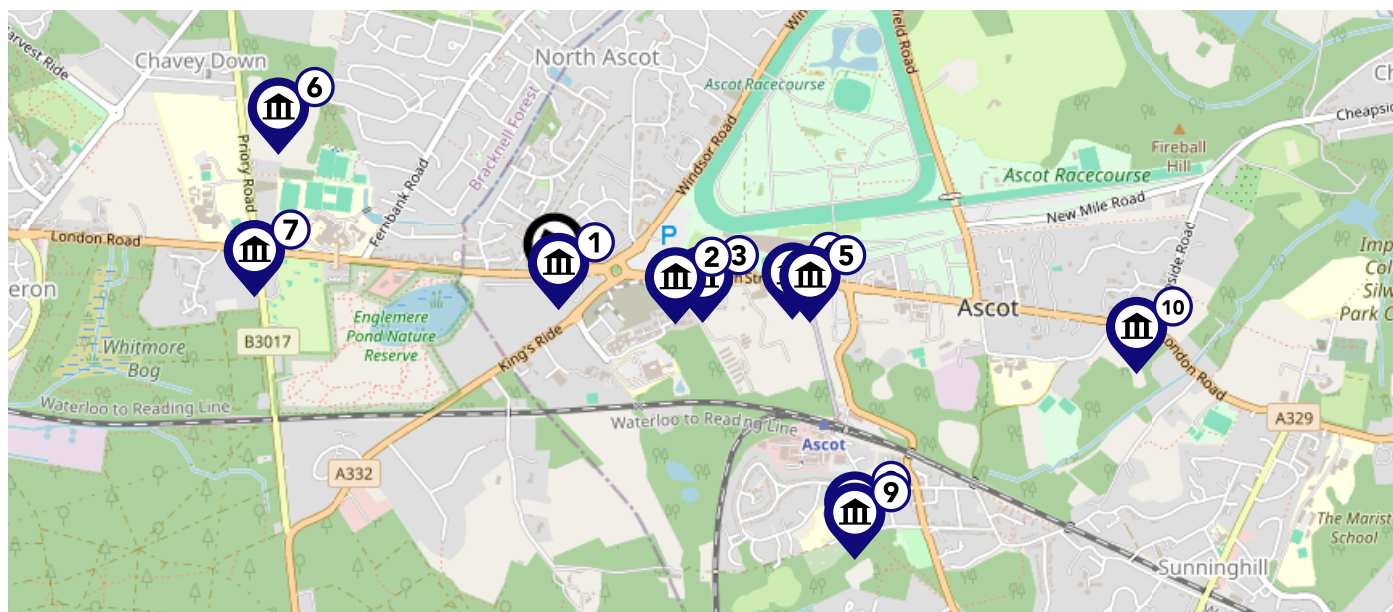 Harvest Ride
Chavey Down
North Ascot
6
Priory Road
Fernbank Road
Bracknell Forest
Windsor Road
Ascot Racecourse
Fireball
Hill
Ascot Racecourse
New Mile Road
London Road
7
1
P
2
3
5
Ascot
10
London Road
Englemere
Pond Nature
Reserve
B3017
Whitmore
Bog
King's Ride
Waterloo to Reading Line
Waterloo to Reading Line
Ascot
A329
A332
9
The Marist
School
Sunninghill